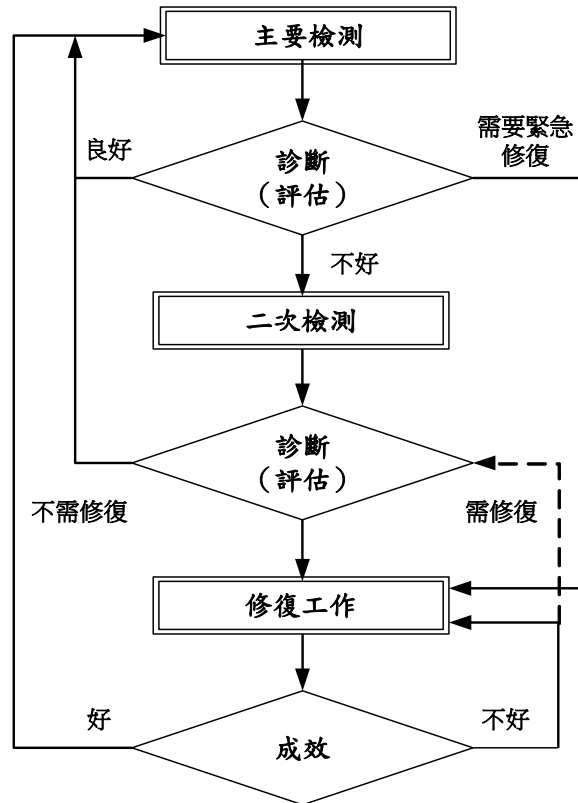 主要檢測
需要緊急
修復
良好
診斷
（評估）
不好
二次檢測
診斷
（評估）
不需修復
需修復
修復工作
好
不好
成效